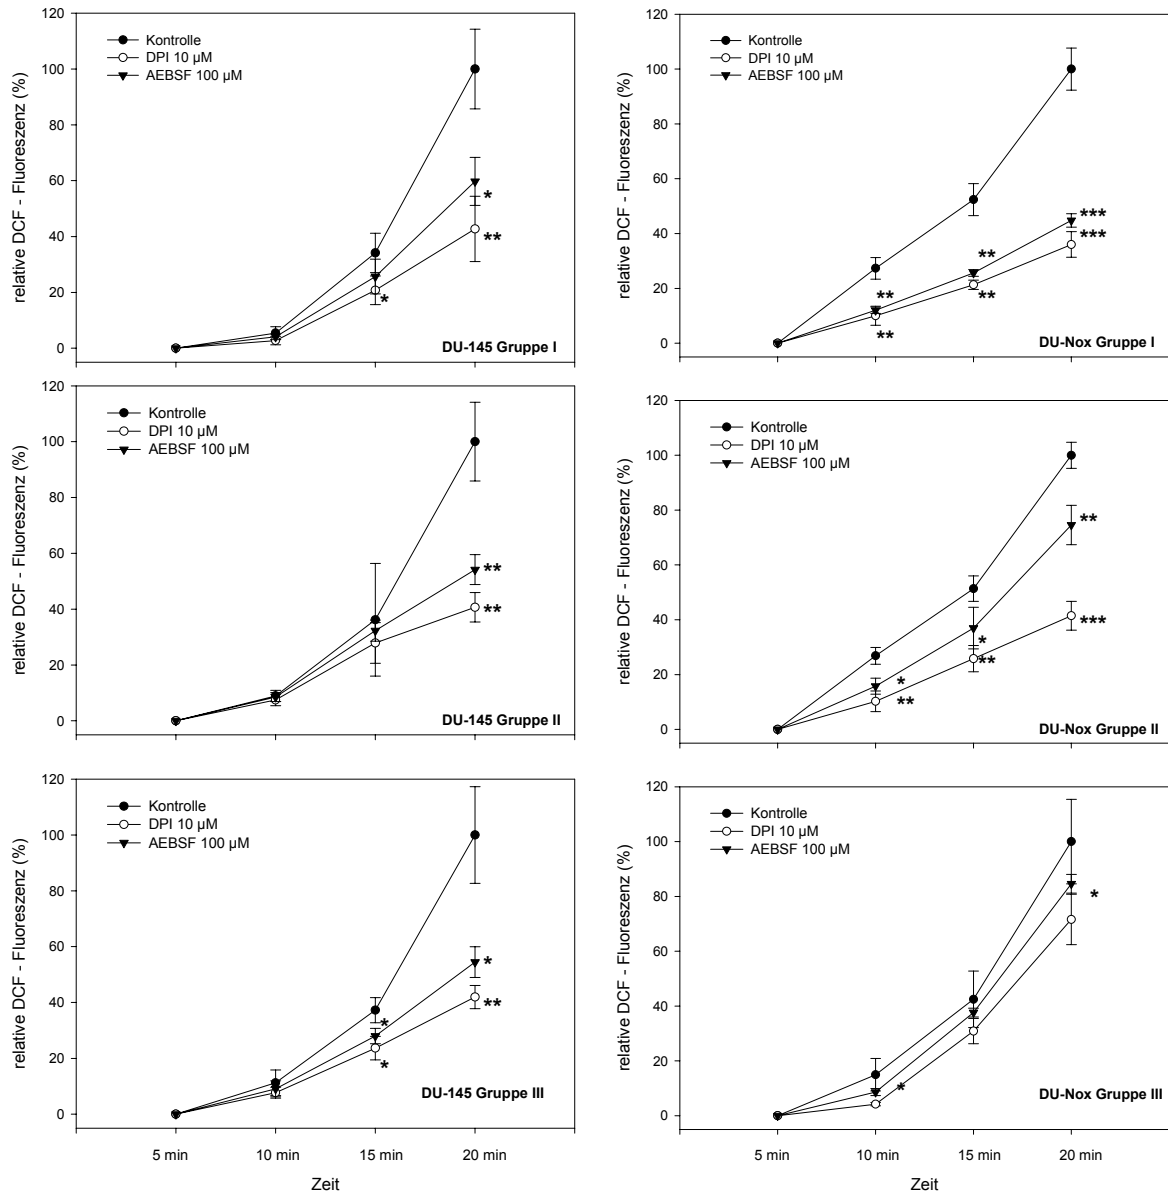 relative DCF - Fluoreszenz (%)
120
100
80
60
40
20
0
Kontrolle
DPI 10 µM
AEBSF 100 µM
*
*
**
DU-145 Gruppe I
relative DCF - Fluoreszenz (%)
120
100
80
60
40
20
0
Kontrolle
DPI 10 µM
AEBSF 100 µM
**
**
**
**
***
***
DU-Nox Gruppe I
relative DCF - Fluoreszenz (%)
120
100
80
60
40
20
0
Kontrolle
DPI 10 µM
AEBSF 100 µM
**
**
DU-145 Gruppe II
relative DCF - Fluoreszenz (%)
120
100
80
60
40
20
0
Kontrolle
DPI 10 µM
AEBSF 100 µM
*
**
*
**
**
***
DU-Nox Gruppe II
relative DCF - Fluoreszenz (%)
120
100
80
60
40
20
0
Kontrolle
DPI 10 µM
AEBSF 100 µM
*
*
*
**
DU-145 Gruppe III
5 min 10 min 15 min 20 min
Zeit
relative DCF - Fluoreszenz (%)
120
100
80
60
40
20
0
Kontrolle
DPI 10 µM
AEBSF 100 µM
*
*
DU-Nox Gruppe III
5 min 10 min 15 min 20 min
Zeit